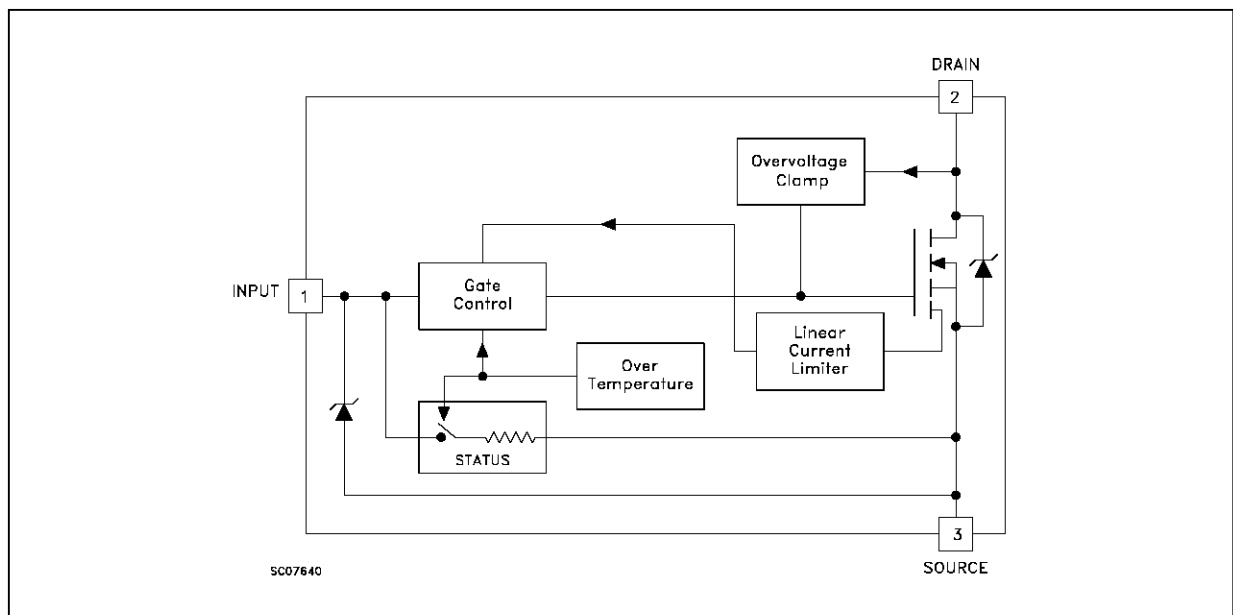 DRAIN
2
Overvoltage
Clamp
INPUT
1
Gate
Control
Linear
Current
Limiter
Over
Temperature
STATUS
3
SOURCE
SC07640